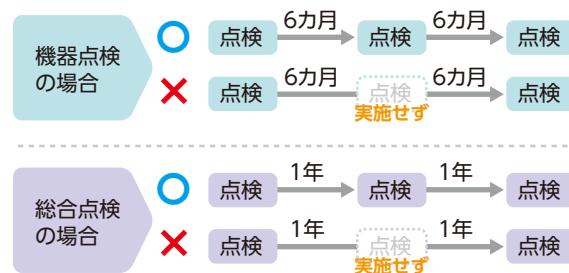 機器点検
の場合
6カ月 6カ月
点検 点検 点検
6カ月 6カ月
点検 点検 点検
実施せず
総合点検
の場合
1年 1年
点検 点検 点検
1年 1年
点検 点検 点検
実施せず